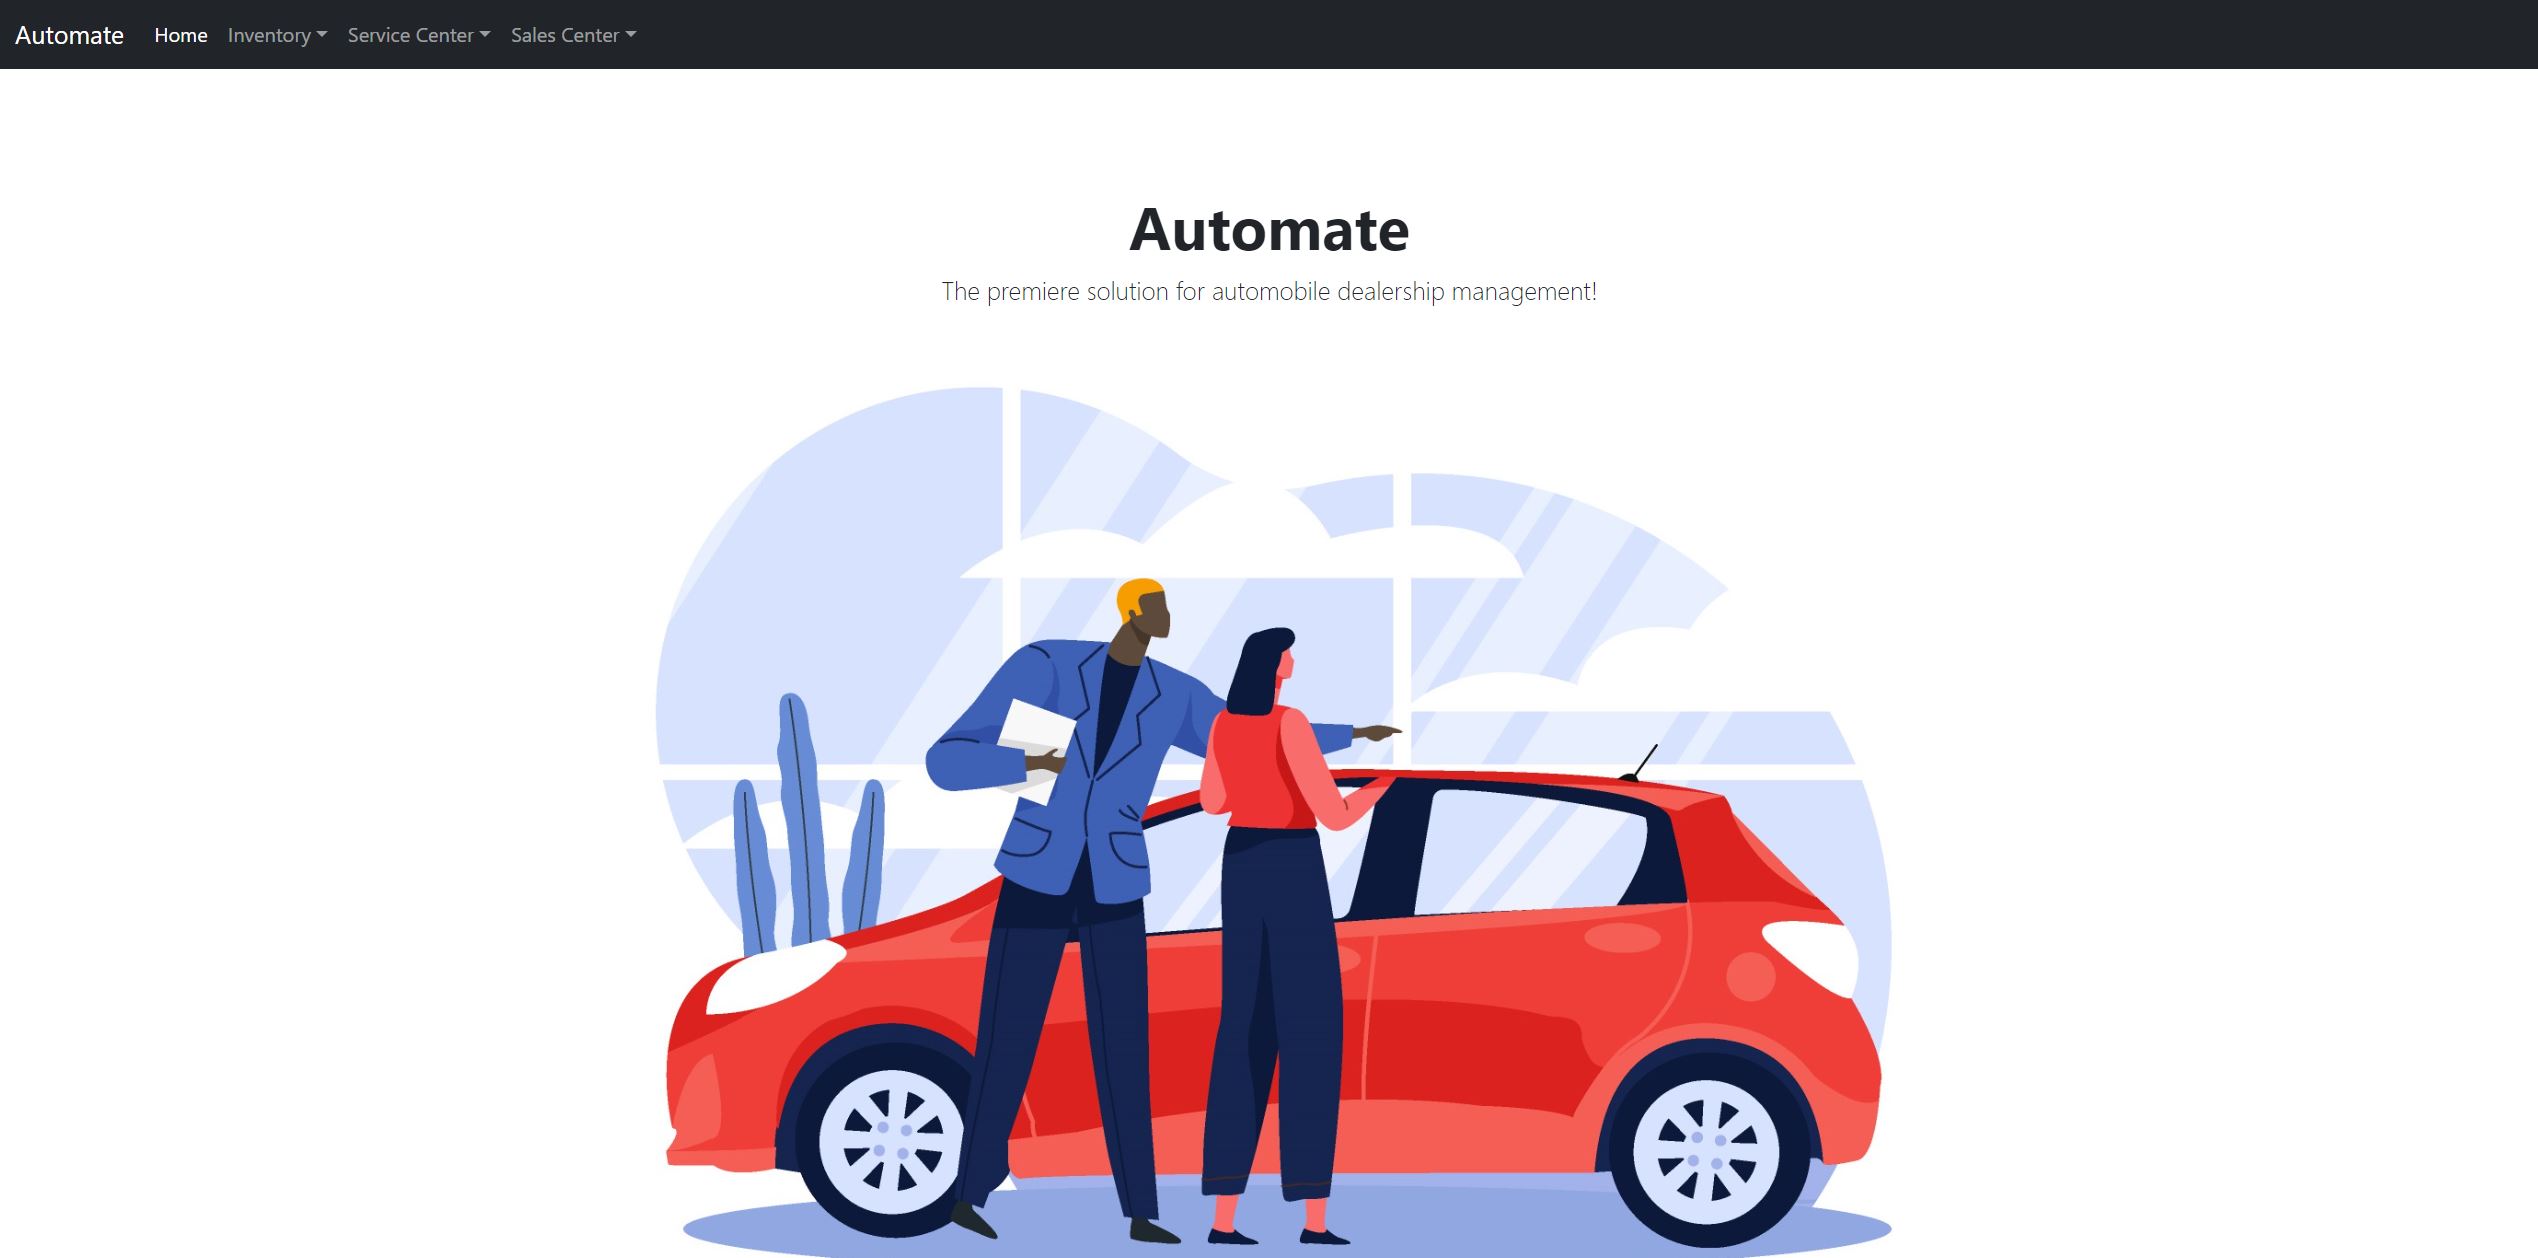 Automate Home Inventory Service Center Sales Center
Automate
The premiere solution for automobile dealership management!